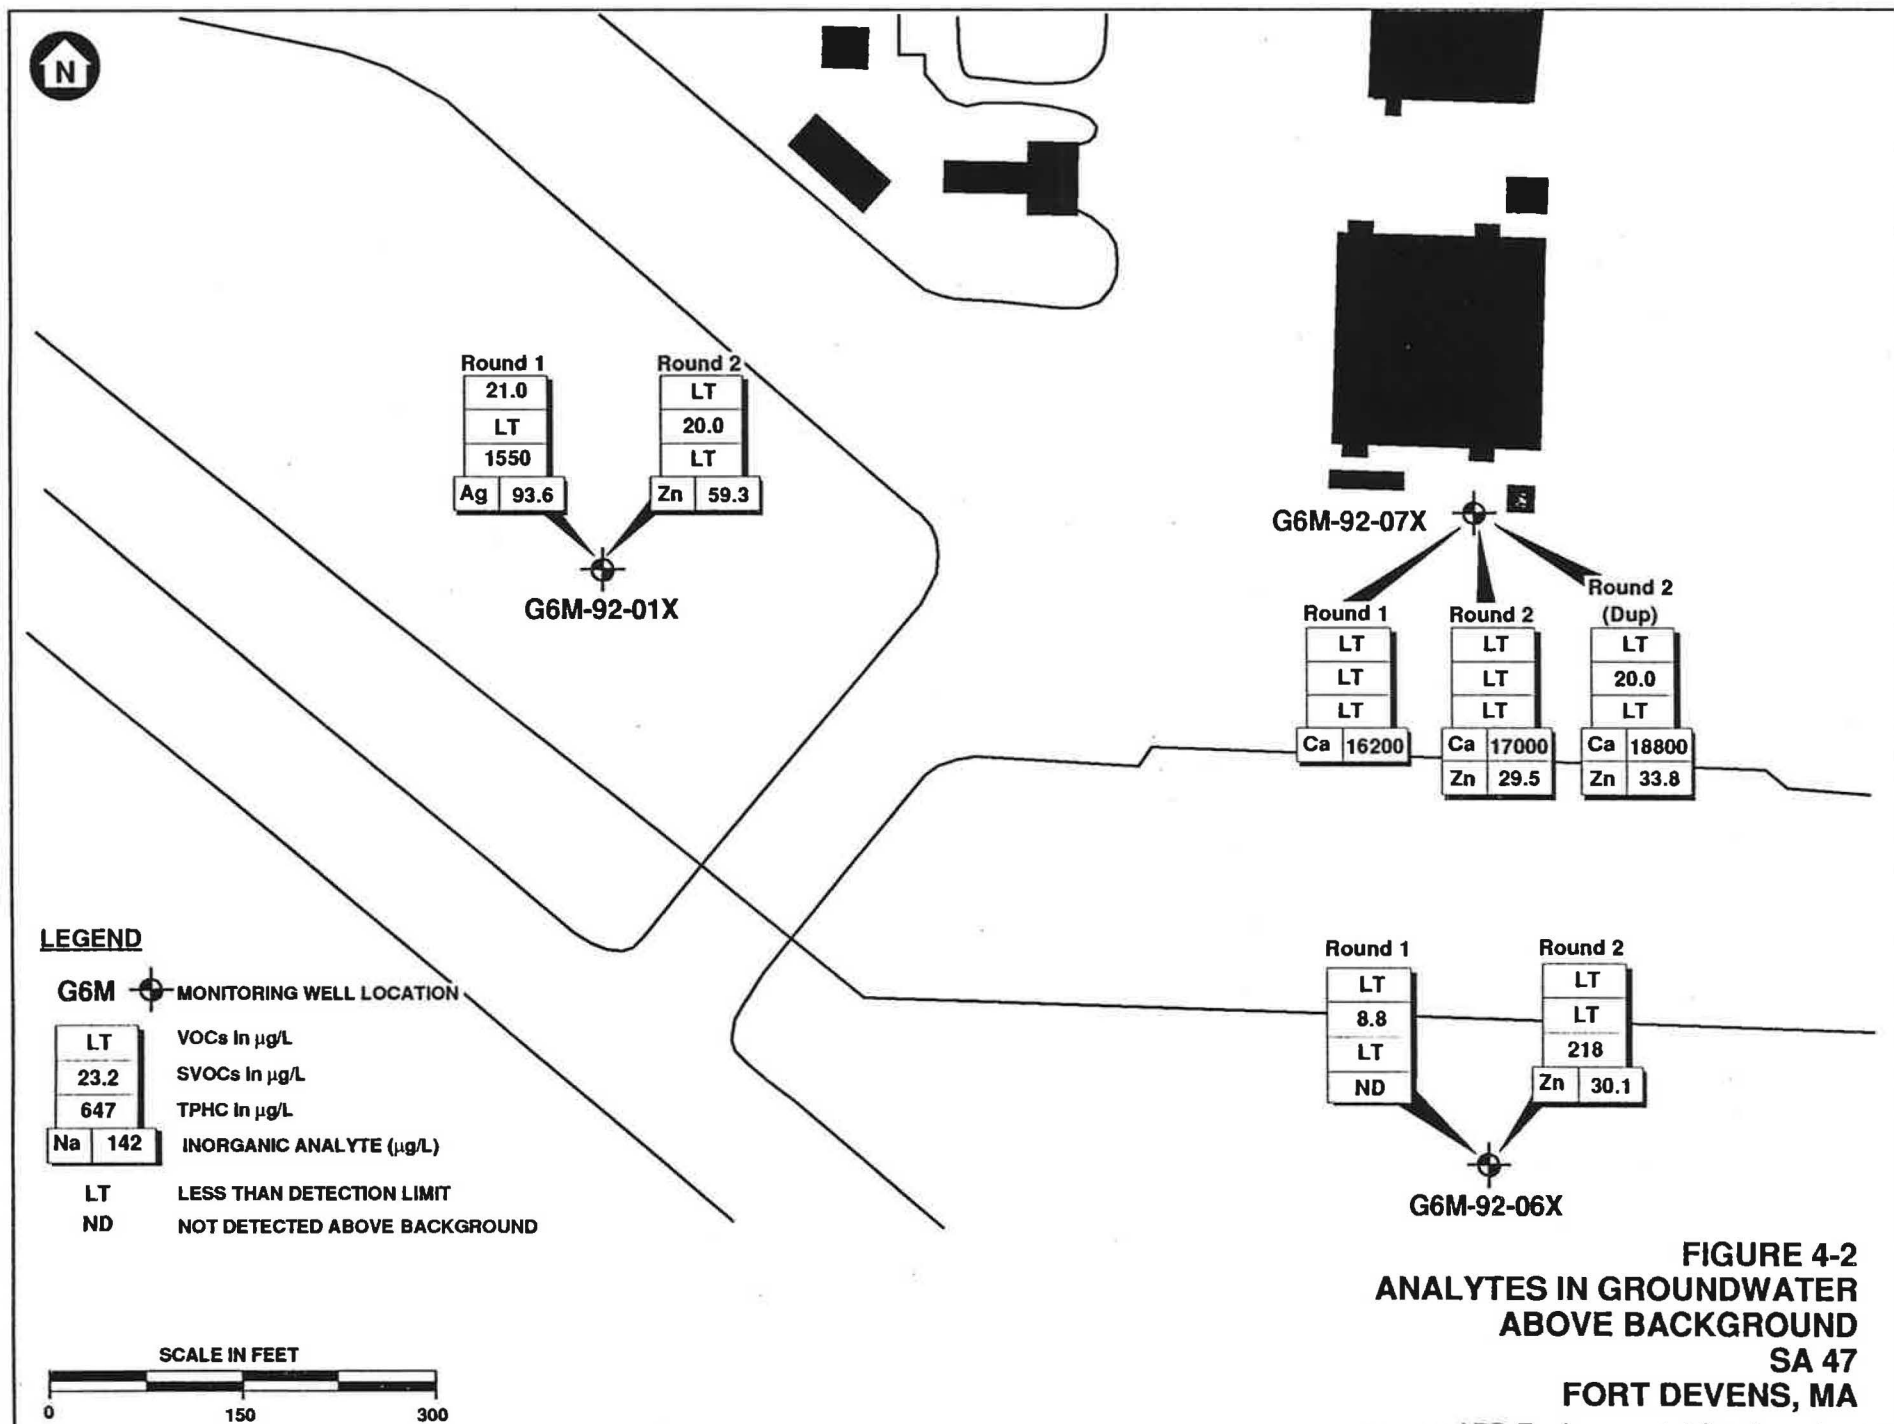 N
Round 1
21.0
LT
1550
Ag 93.6
Round 2
LT
20.0
LT
Zn 59.3
G6M-92-01X
G6M-92-07X
Round 1
LT
LT
LT
Ca 16200
Round 2
LT
LT
LT
Ca 17000
Zn 29.5
Round 2
(Dup)
LT
20.0
LT
Ca 18800
Zn 33.8
Round 1
LT
8.8
LT
ND
Round 2
LT
LT
218
Zn 30.1
G6M-92-06X
LEGEND
G6M MONITORING WELL LOCATION
LT VOCs in µg/L
23.2 SVOCs in µg/L
647 TPHC in µg/L
Na 142 INORGANIC ANALYTE (µg/L)
LT LESS THAN DETECTION LIMIT
ND NOT DETECTED ABOVE BACKGROUND
SCALE IN FEET
0 150 300
FIGURE 4-2
ANALYTES IN GROUNDWATER
ABOVE BACKGROUND
SA 47
FORT DEVENS, MA